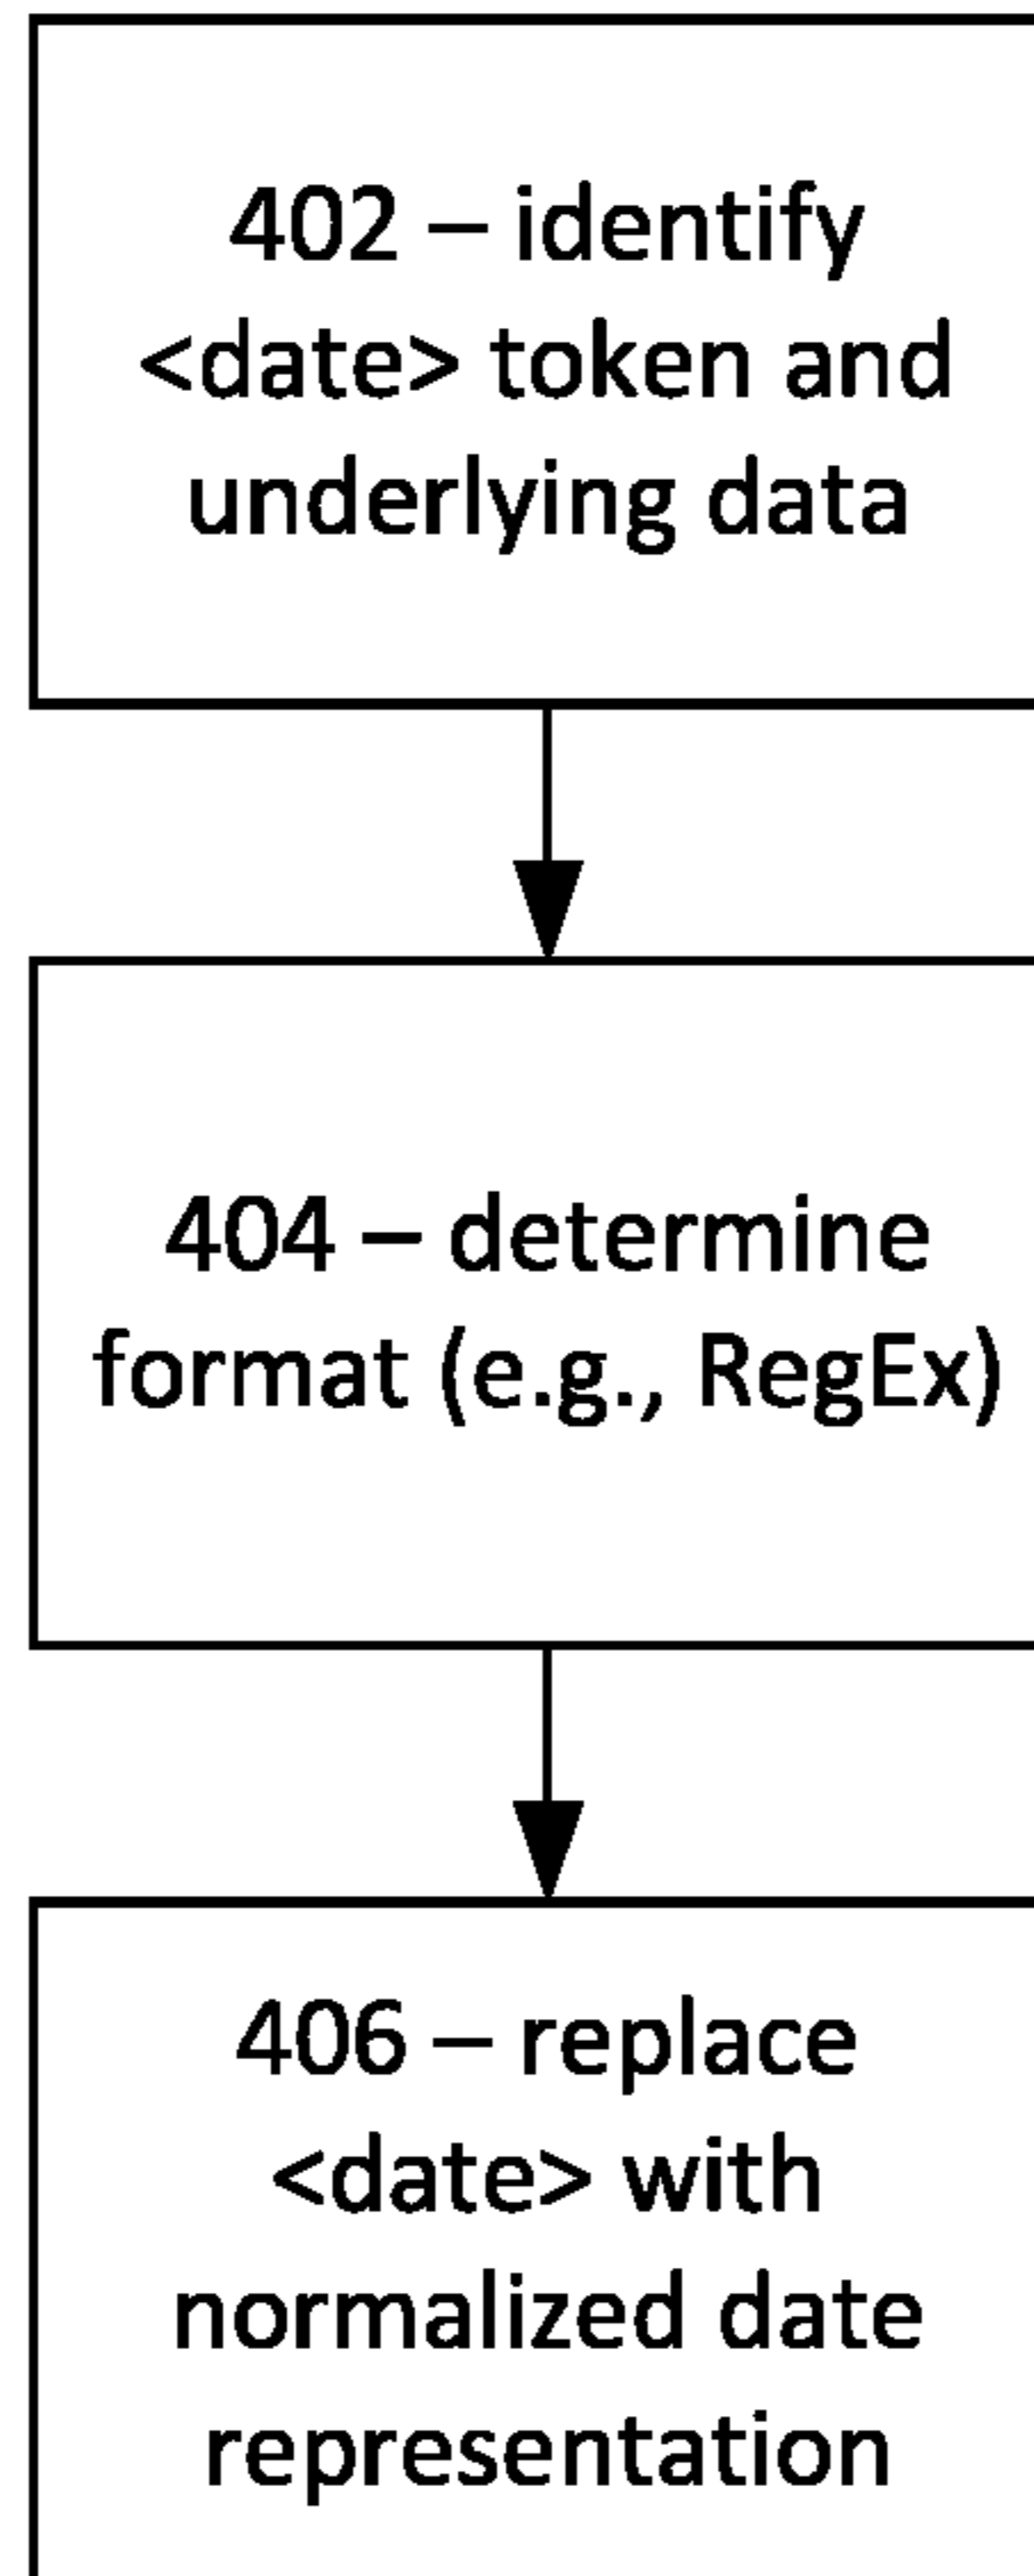 402 – identify
<date> token and
underlying data
404 – determine
format (e.g., RegEx)
406 – replace
<date> with
normalized date
representation